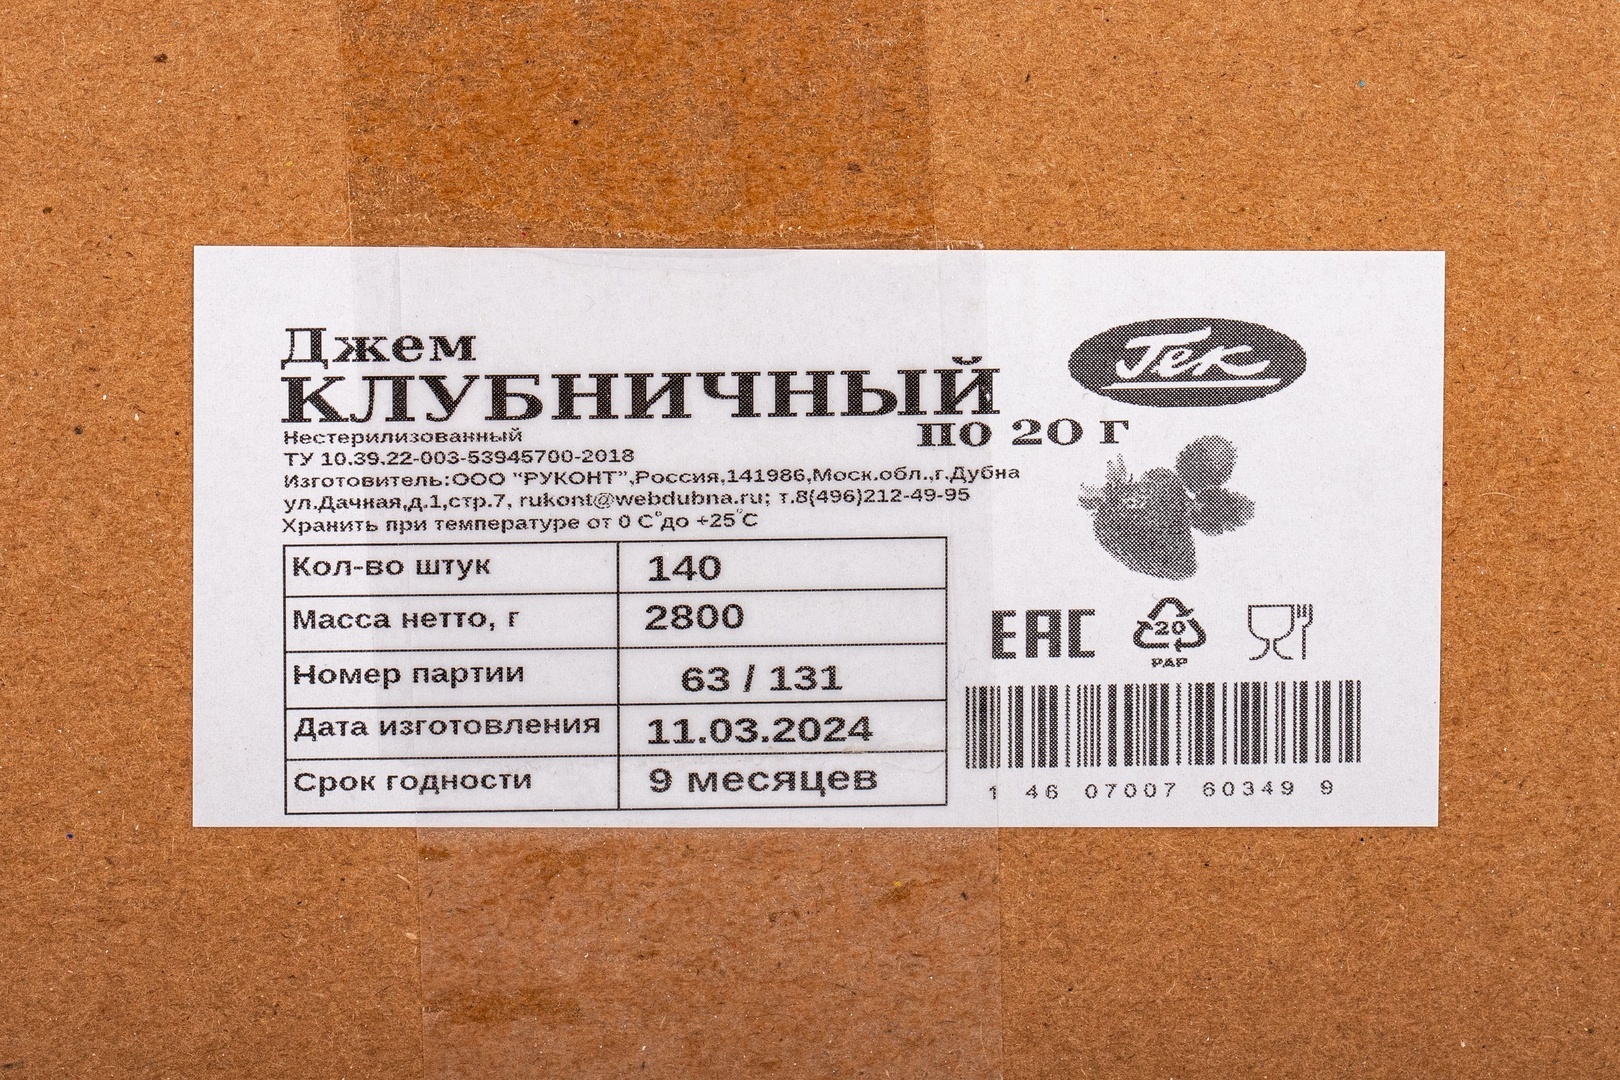 Джем
КЛУБНИЧНЫЙ
по 20 г
Гек
Нестерилизованный
ТУ 10.39.22-003-53945700-2018
Изготовитель:ООО "РУКОНТ",Россия,141986,Моск.обл.,г.Дубна
ул.Дачная,д.1,стр.7, rukont@webdubna.ru; т.8(496)212-49-95
Хранить при температуре от 0 С°до +25°С
Кол-во штук 140
Масса нетто, г 2800
Номер партии 63 / 131
Дата изготовления 11.03.2024
Срок годности 9 месяцев
ЕАС
20
PAP
1 46 07007 60349 9